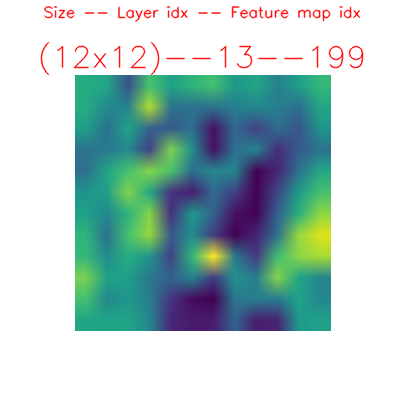 Size -- Layer idx -- Feature map idx
(12x12)--13--199